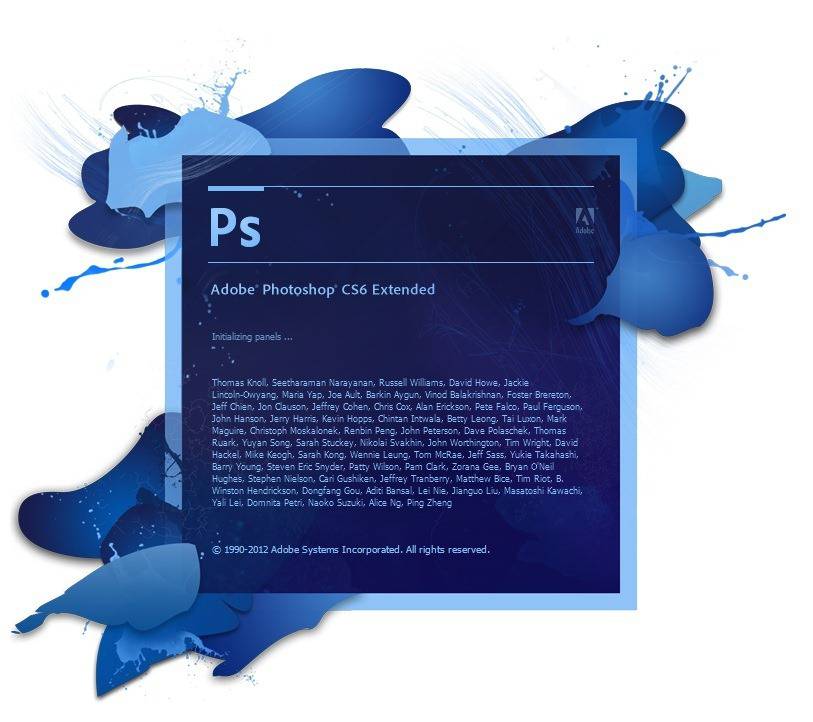 Ps
Adobe
Adobe® Photoshop® CS6 Extended
Initializing panels ...
Thomas Knoll, Seetharaman Narayanan, Russell Williams, David Howe, Jackie
Lincoln-Owyang, Maria Yap, Joe Ault, Barkin Aygun, Vinod Balakrishnan, Foster Brereton,
Jeff Chien, Jon Clauson, Jeffrey Cohen, Chris Cox, Alan Erickson, Pete Falco, Paul Ferguson,
John Hanson, Jerry Harris, Kevin Hopps, Chintan Intwala, Betty Leong, Tai Luxon, Mark
Maguire, Christoph Moskalonek, Renbin Peng, John Peterson, Dave Polaschek, Thomas
Ruark, Yuyan Song, Sarah Stuckey, Nikolai Svakhin, John Worthington, Tim Wright, David
Hackel, Mike Keogh, Sarah Kong, Wennie Leung, Tom McRae, Jeff Sass, Yukie Takahashi,
Barry Young, Steven Eric Snyder, Patty Wilson, Pam Clark, Zorana Gee, Bryan O'Neil
Hughes, Stephen Nielson, Cari Gushiken, Jeffrey Tranberry, Matthew Bice, Tim Riot, B.
Winston Hendrickson, Dongfang Gou, Aditi Bansal, Lei Nie, Jianguo Liu, Masatoshi Kawachi,
Yali Lei, Domnita Petri, Naoko Suzuki, Alice Ng, Ping Zheng
© 1990-2012 Adobe Systems Incorporated. All rights reserved.